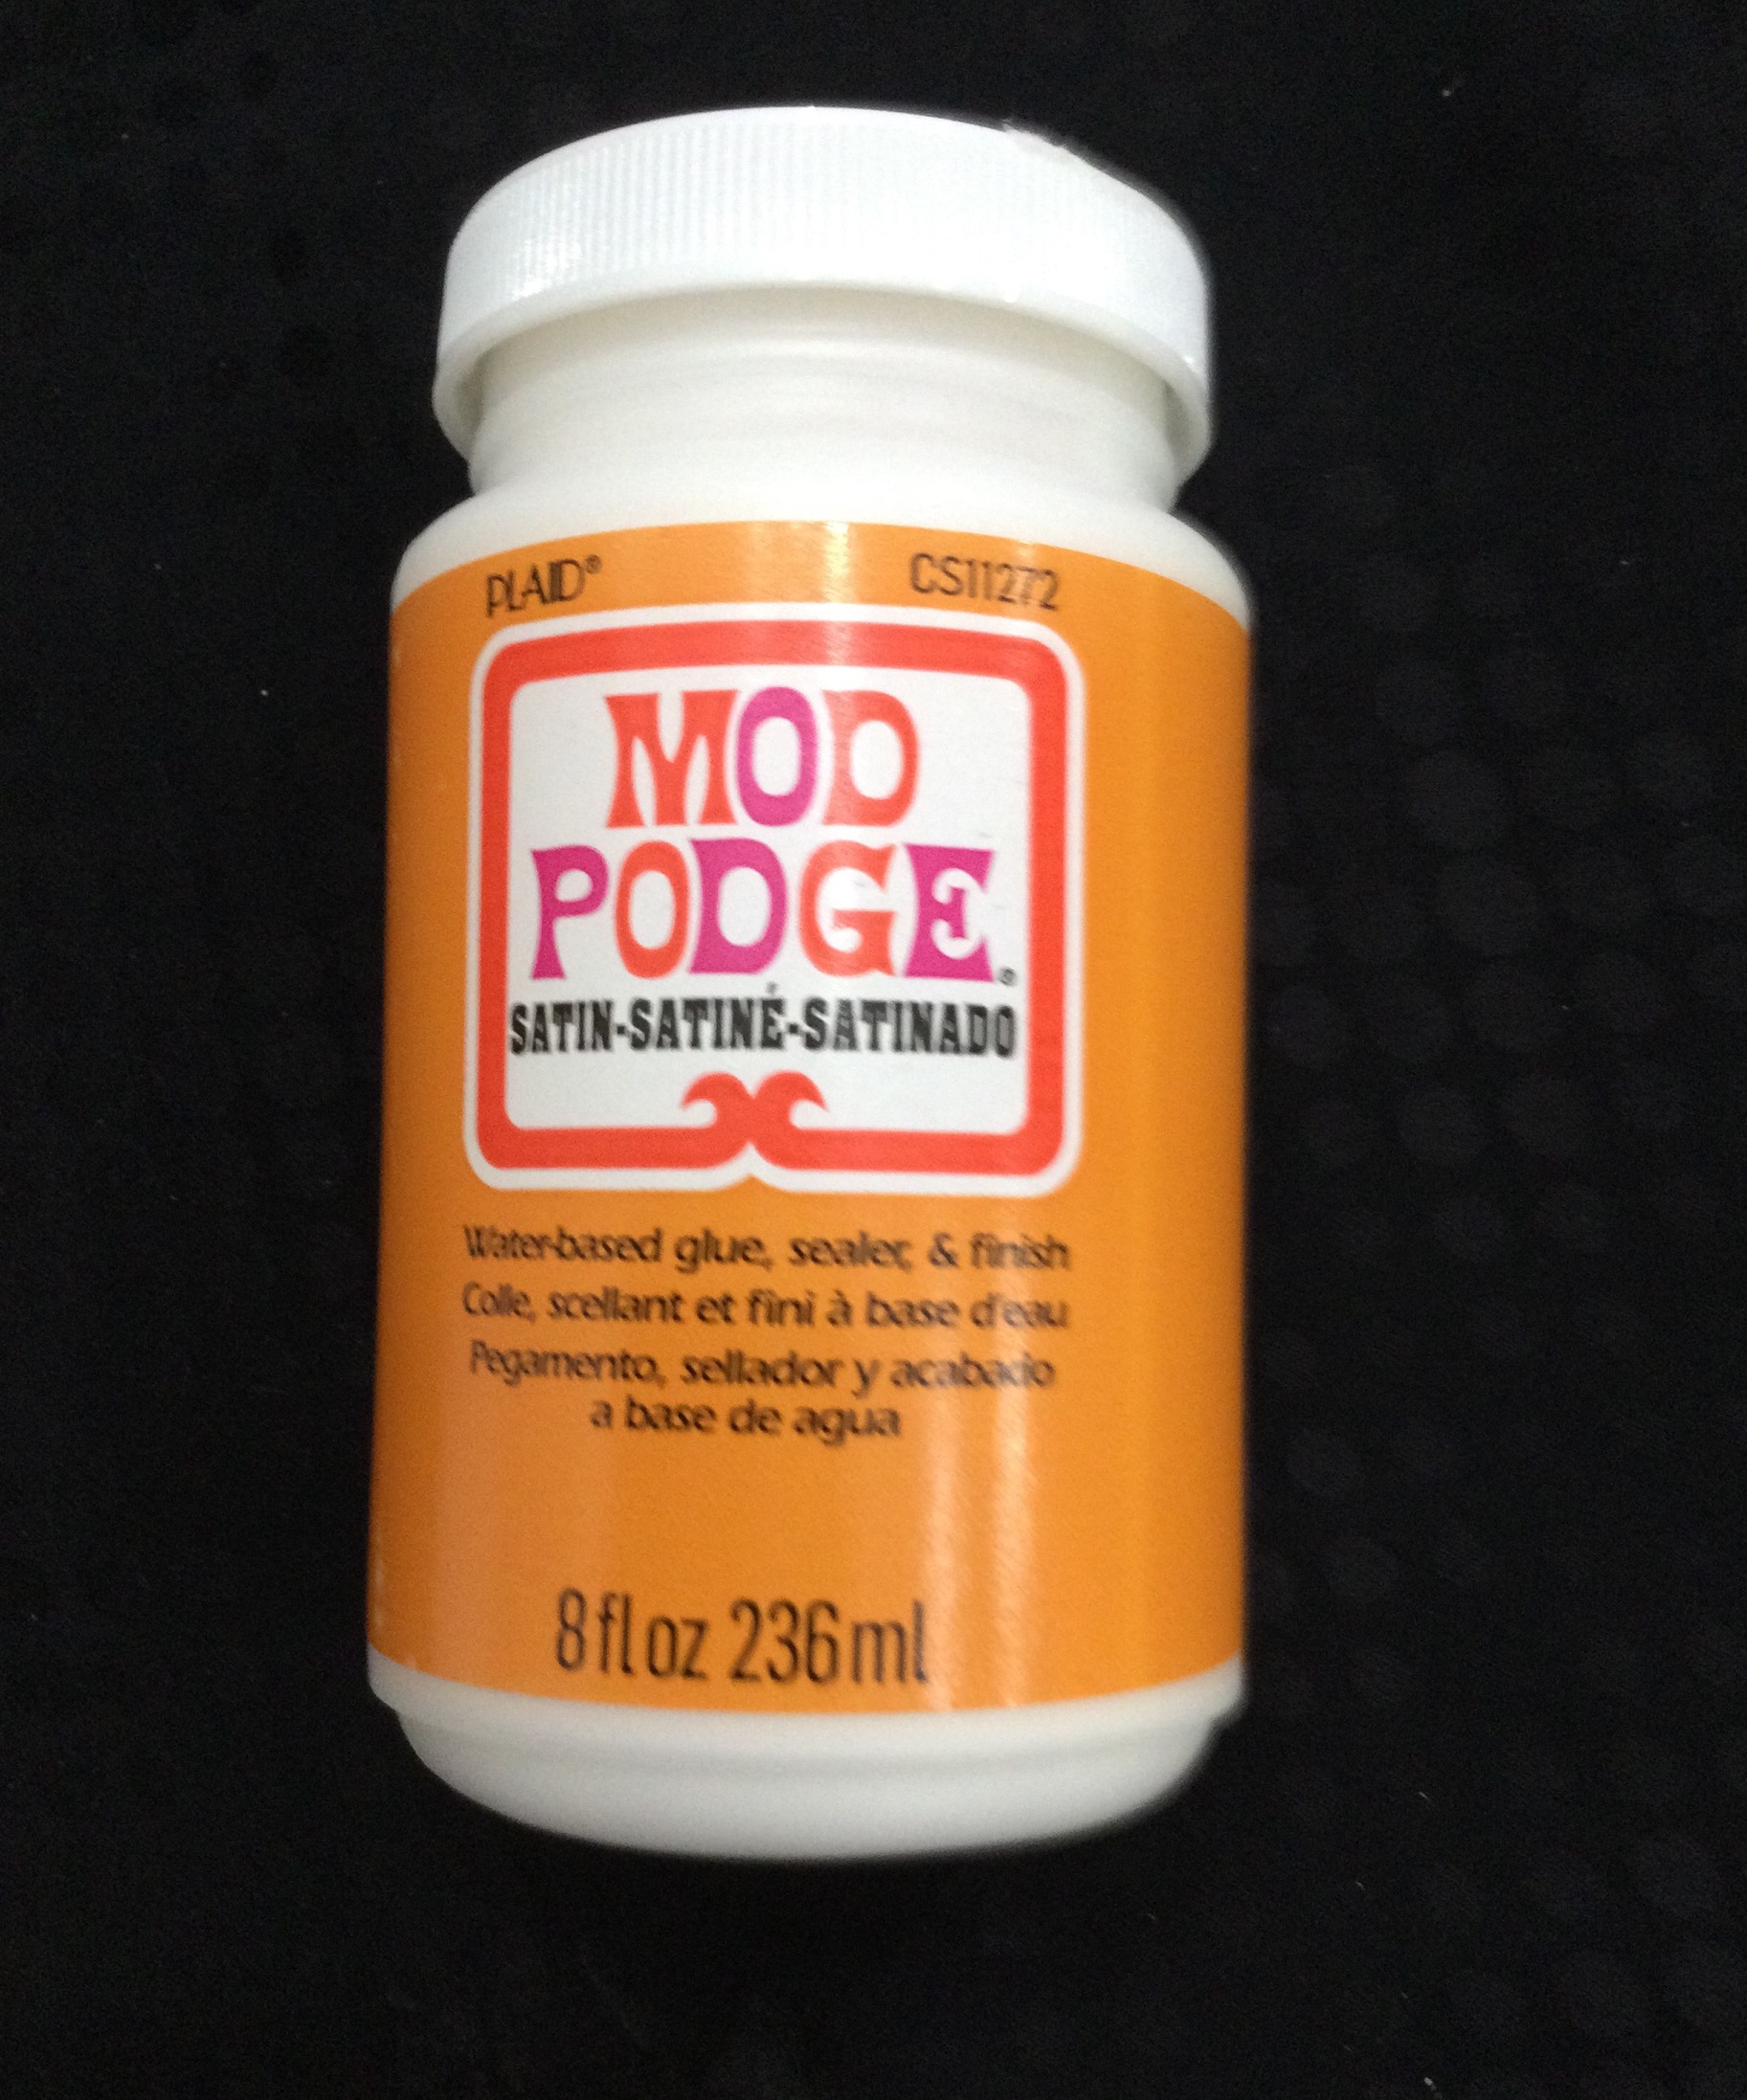 PLAID® CS11272
MOD
PODGE®
SATIN-SATINÉ-SATINADO
Water-based glue, sealer, & finish
Colle, scellant et fini à base d'eau
Pegamento, sellador y acabado
a base de agua
8 fl oz 236 ml